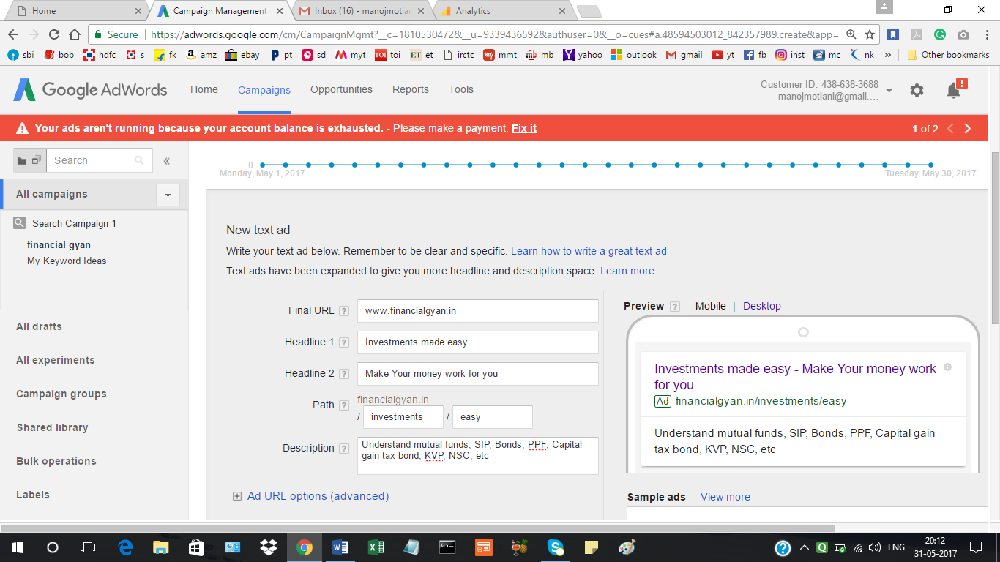 Home
Campaign Management
Inbox (16) - manojmotian
Analytics
Secure https://adwords.google.com/cm/CampaignMgmt?__c=1810530472&__u=9339436592&authuser=0&__o=cues#a.48594503012_842357989.create&app=
sbi bob hdfc s fk amz ebay pt sd myt toi et irctc mmt mb yahoo outlook gmail yt fb inst mc nk » Other bookmarks
Google AdWords Home Campaigns Opportunities Reports Tools
Customer ID: 438-638-3688
manojmotiani@gmail....
!
Your ads aren't running because your account balance is exhausted. - Please make a payment. Fix it 1 of 2
Search «
0
Monday, May 1, 2017 Tuesday, May 30, 2017
All campaigns
Search Campaign 1
financial gyan
My Keyword Ideas
All drafts
All experiments
Campaign groups
Shared library
Bulk operations
Labels
New text ad
Write your text ad below. Remember to be clear and specific. Learn how to write a great text ad
Text ads have been expanded to give you more headline and description space. Learn more
Final URL ? www.financialgyan.in
Headline 1 ? Investments made easy
Headline 2 ? Make Your money work for you
Path ? financialgyan.in
/ investments / easy
Description ? Understand mutual funds, SIP, Bonds, PPF, Capital
gain tax bond, KVP, NSC, etc
Ad URL options (advanced)
Preview ? Mobile | Desktop
Investments made easy - Make Your money work
for you
Ad financialgyan.in/investments/easy
Understand mutual funds, SIP, Bonds, PPF, Capital gain
tax bond, KVP, NSC, etc
Sample ads View more
ENG
20:12
31-05-2017